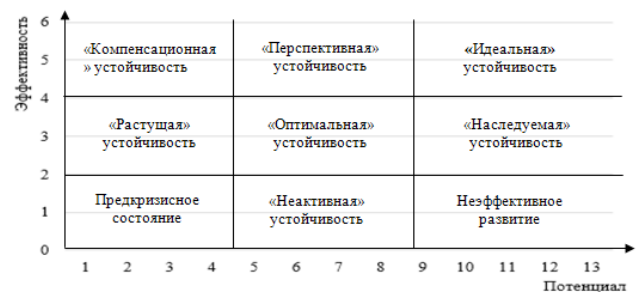 Эффективность
6
5
4
3
2
1
0
«Компенсационная
» устойчивость
«Перспективная»
устойчивость
«Идеальная»
устойчивость
«Растущая»
устойчивость
«Оптимальная»
устойчивость
«Наследуемая»
устойчивость
Предкризисное
состояние
«Неактивная»
устойчивость
Неэффективное
развитие
1 2 3 4 5 6 7 8 9 10 11 12 13
Потенциал